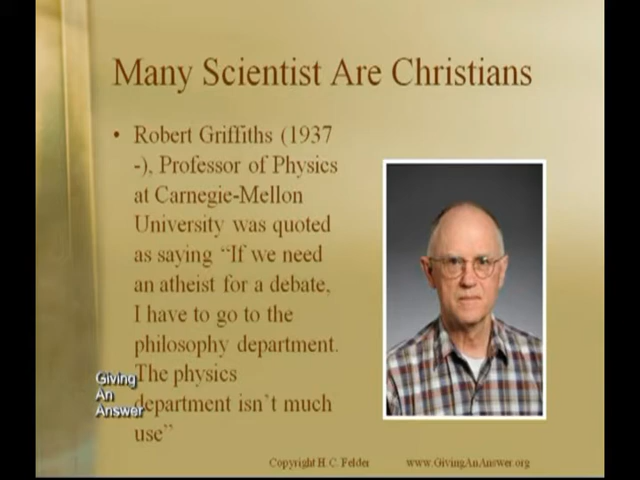 Many Scientist Are Christians
• Robert Griffiths (1937
-), Professor of Physics
at Carnegie-Mellon
University was quoted
as saying “If we need
an atheist for a debate,
I have to go to the
philosophy department.
The physics
department isn`t much
use”
Giving
An
Answer
Copyright H.C. Felder www.GivingAnAnswer.org